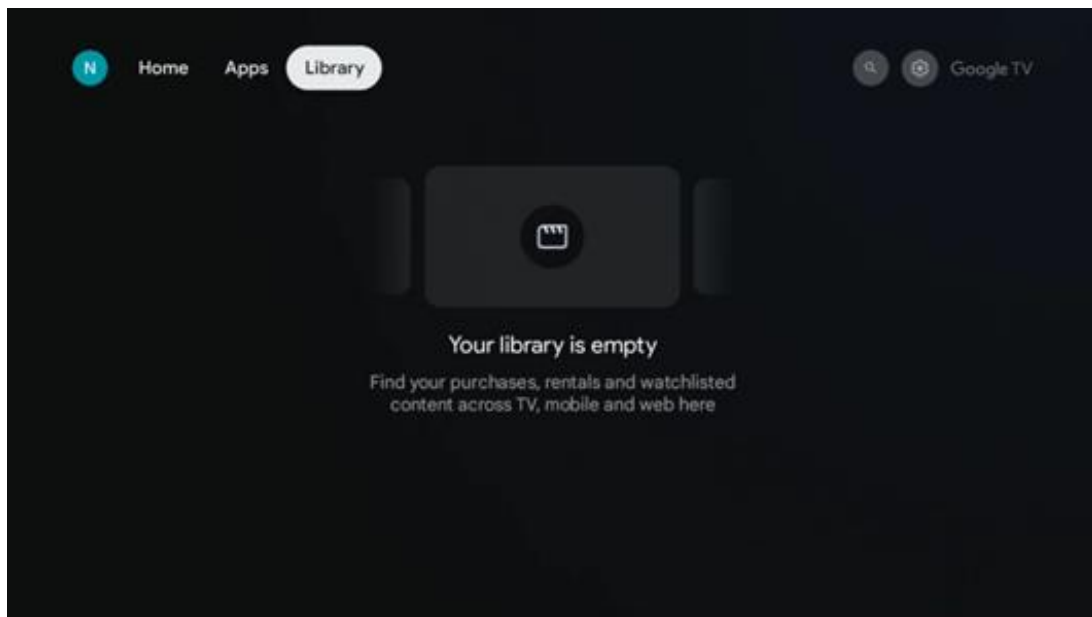 N Home Apps Library Google TV
Your library is empty
Find your purchases, rentals and watchlisted
content across TV, mobile and web here